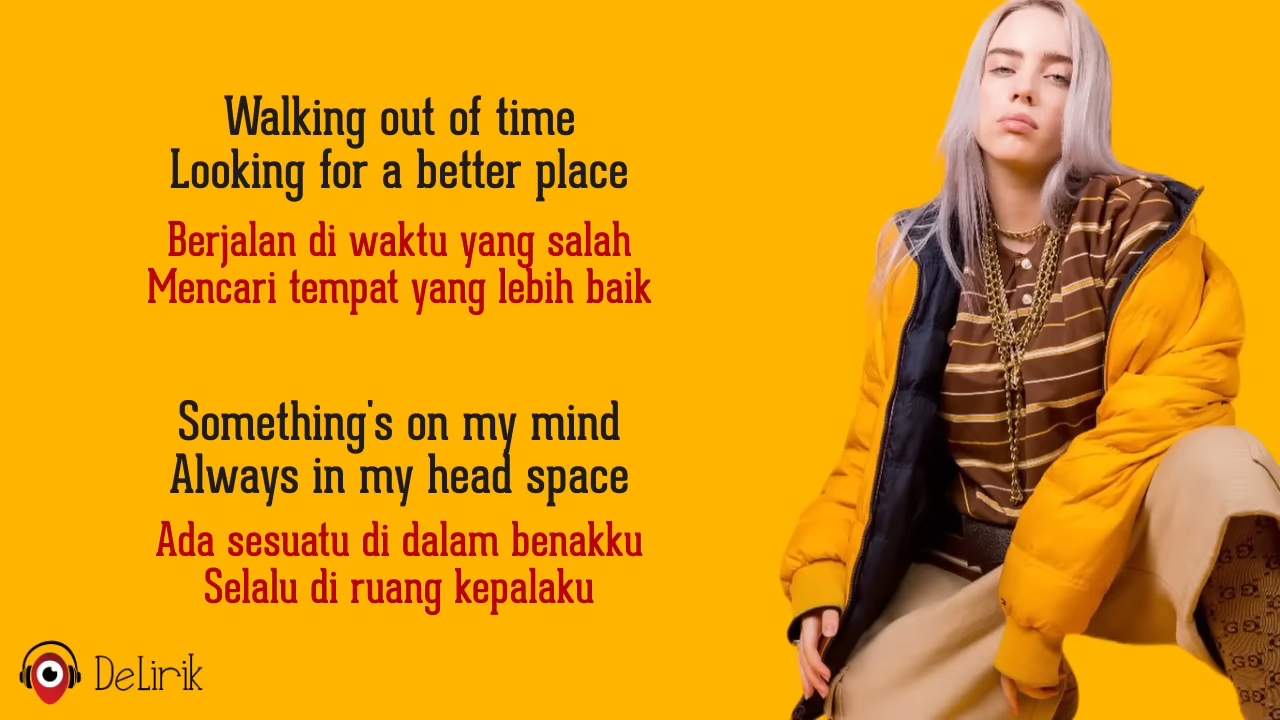 Walking out of time
Looking for a better place
Berjalan di waktu yang salah
Mencari tempat yang lebih baik
Something's on my mind
Always in my head space
Ada sesuatu di dalam benakku
Selalu di ruang kepalaku
DeLirik